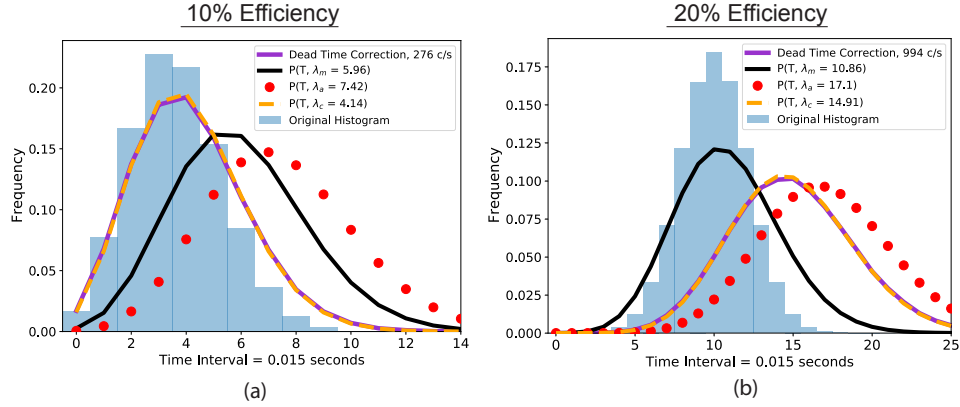 10% Efficiency
Dead Time Correction, 276 c/s
P(T, λm = 5.96)
P(T, λa = 7.42)
P(T, λc = 4.14)
Original Histogram
Frequency
0.20
0.15
0.10
0.05
0.00
0 2 4 6 8 10 12 14
Time Interval = 0.015 seconds
(a)
20% Efficiency
Dead Time Correction, 994 c/s
P(T, λm = 10.86)
P(T, λa = 17.1)
P(T, λc = 14.91)
Original Histogram
Frequency
0.175
0.150
0.125
0.100
0.075
0.050
0.025
0.000
0 5 10 15 20 25
Time Interval = 0.015 seconds
(b)